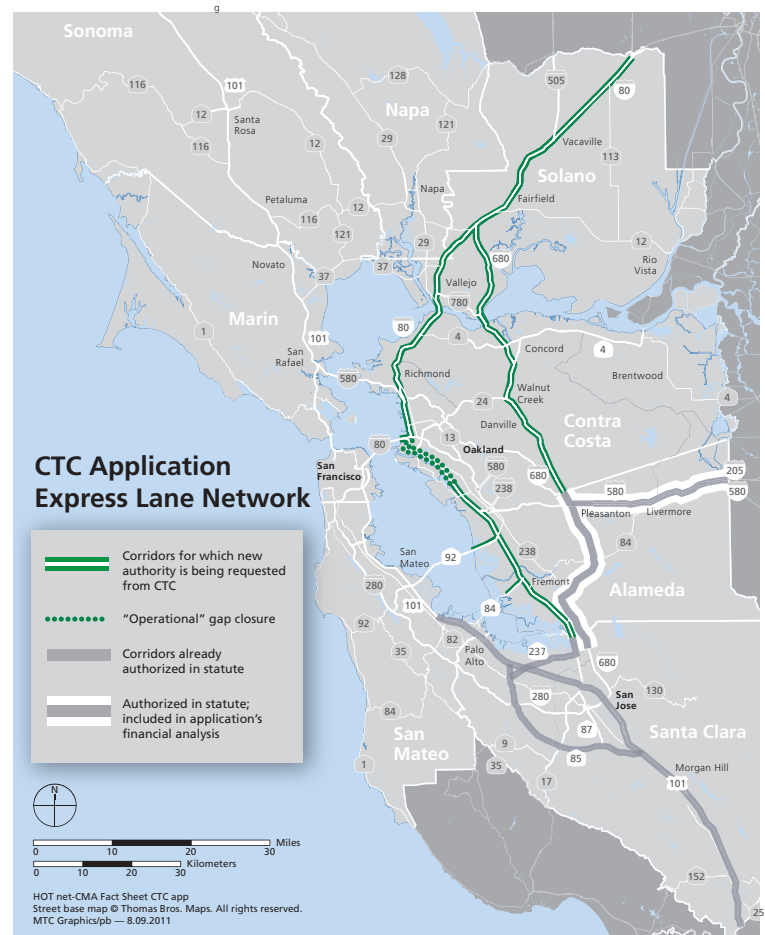 g
Sonoma
116
101
128
505
80
12
Santa
Rosa
Napa
121
116
12
29
Vacaville
113
Solano
Petaluma
Napa
Fairfield
12
116
121
29
12
Rio
Vista
Novato
37
37
680
Vallejo
780
Marin
1
101
80
4
Concord
4
San
Rafael
580
Richmond
Walnut
Creek
Brentwood
24
4
Danville
Contra
Costa
80
13
Oakland
CTC Application
Express Lane Network
San
Francisco
580
680
238
205
580
580
Pleasanton
Livermore
Corridors for which new
authority is being requested
from CTC
“Operational” gap closure
Corridors already
authorized in statute
Authorized in statute;
included in application’s
financial analysis
San
Mateo
92
238
84
280
Fremont
Alameda
101
84
92
82
35
Palo
Alto
237
680
280
San
Jose
130
84
San
Mateo
87
Santa Clara
9
85
1
35
17
Morgan Hill
101
N
Miles
0
10
20
30
Kilometers
0
10
20
30
152
25
HOT net-CMA Fact Sheet CTC app
Street base map © Thomas Bros. Maps. All rights reserved.
MTC Graphics/pb — 8.09.2011